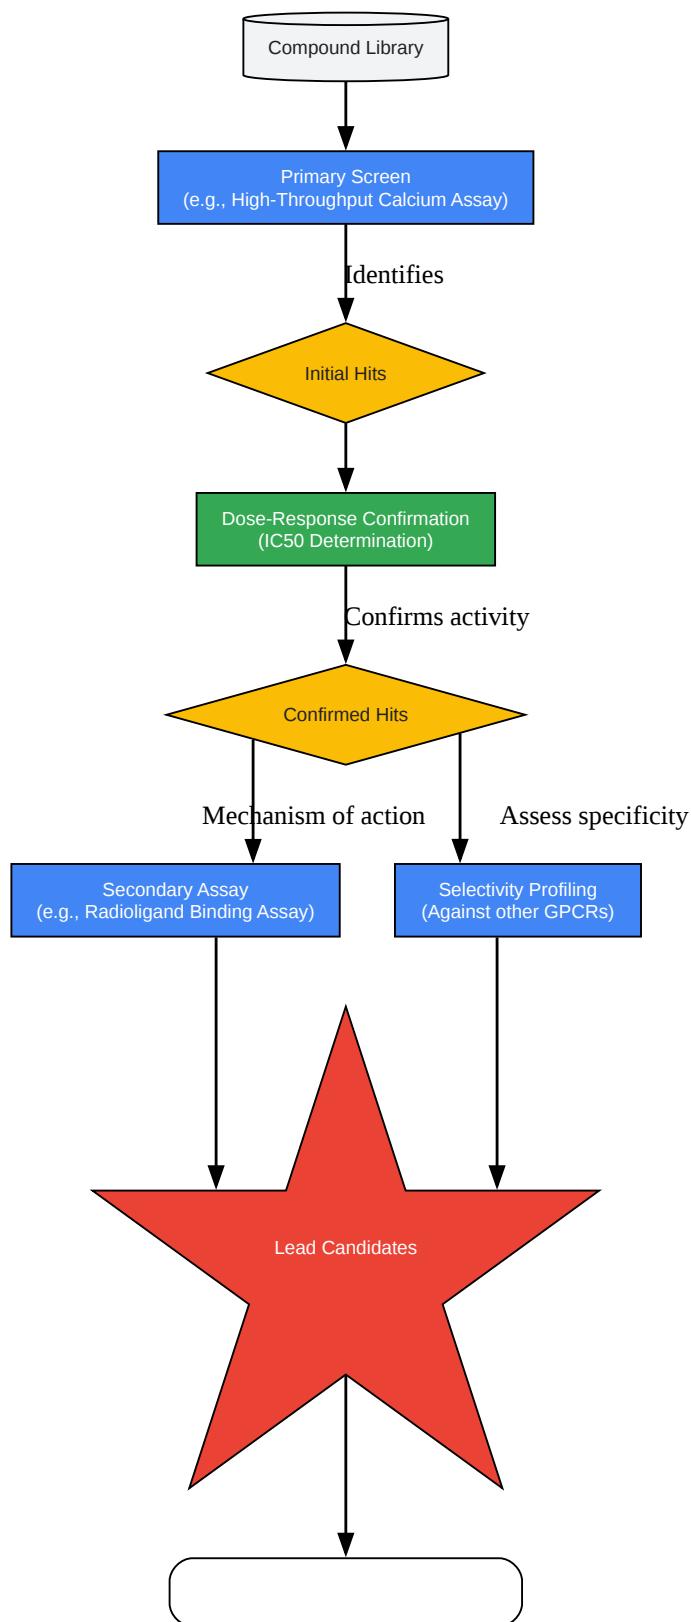 Compound Library
Primary Screen
(e.g., High-Throughput Calcium Assay)
Identifies
Initial Hits
Dose-Response Confirmation
(IC50 Determination)
Confirms activity
Confirmed Hits
Mechanism of action
Assess specificity
Secondary Assay
(e.g., Radioligand Binding Assay)
Selectivity Profiling
(Against other GPCRs)
Lead Candidates